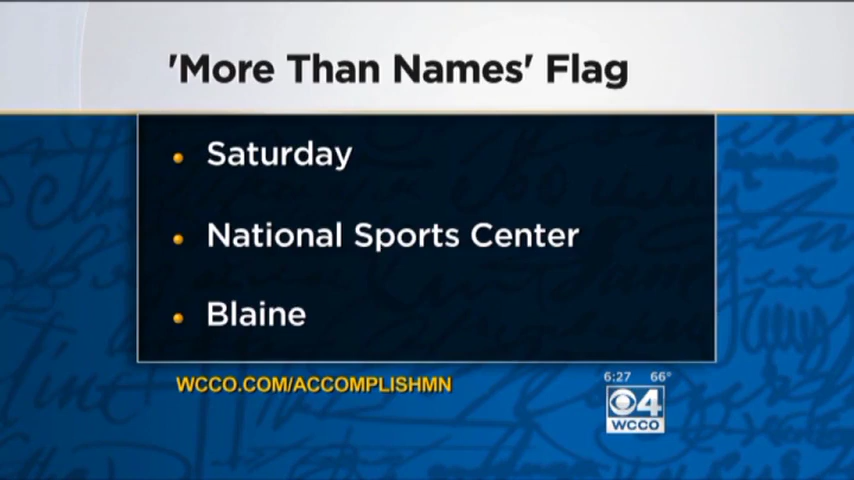 'More Than Names' Flag
Saturday
National Sports Center
Blaine
WCCO.COM/ACCOMPLISHMN
6:27 66°
4
WCCO